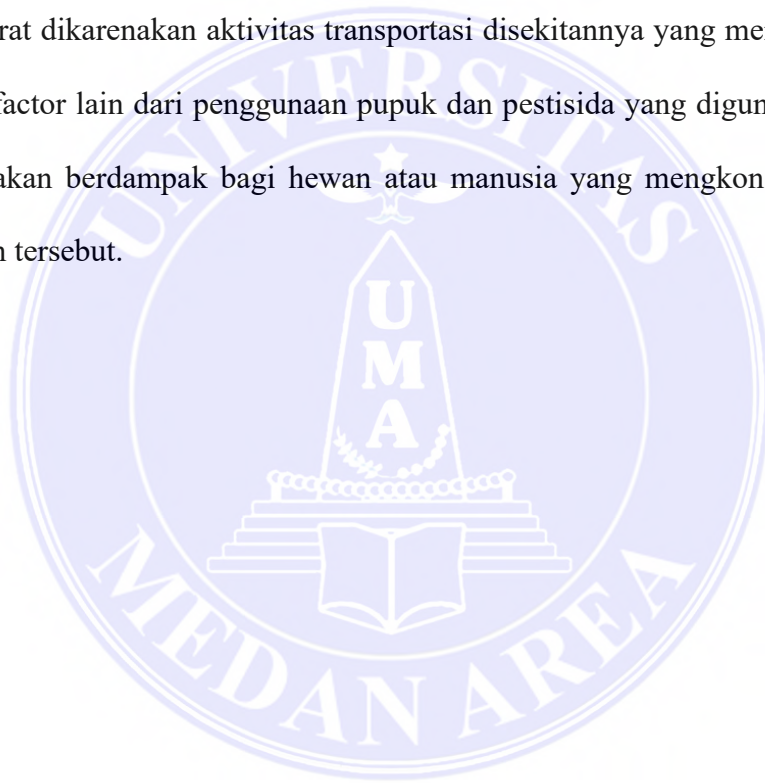 rat dikarenakan aktivitas transportasi disekitannya yang me
factor lain dari penggunaan pupuk dan pestisida yang digun
akan berdampak bagi hewan atau manusia yang mengkon
tersebut.
UNIVERSITAS
UMA
MEDAN AREA